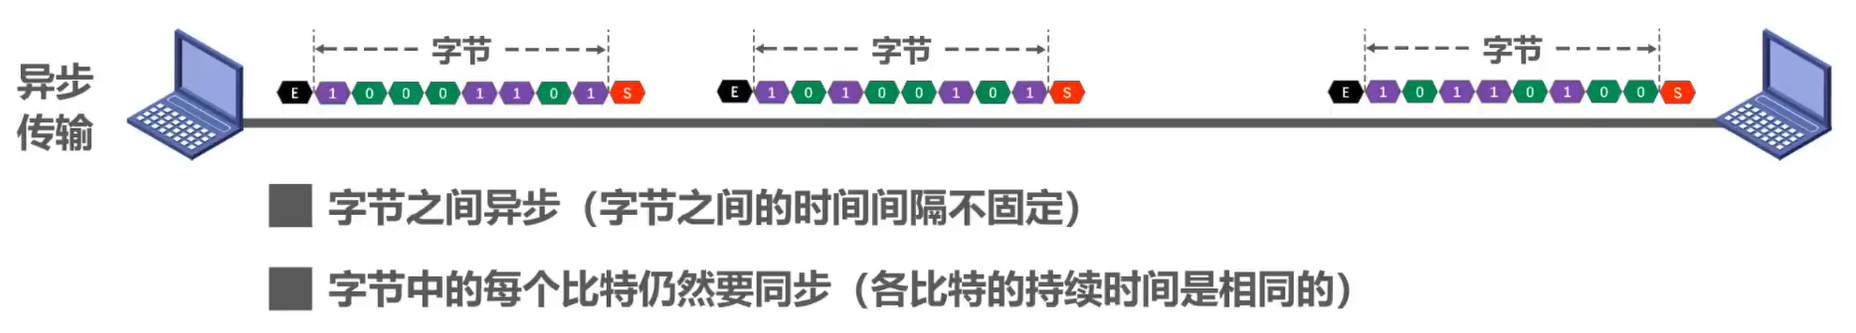 异步
传输
字节 字节 字节
E 1 0 0 0 1 1 0 1 S E 1 0 1 0 0 1 0 1 S E 1 0 1 1 0 1 0 0 S
字节之间异步（字节之间的时间间隔不固定）
字节中的每个比特仍然要同步（各比特的持续时间是相同的）